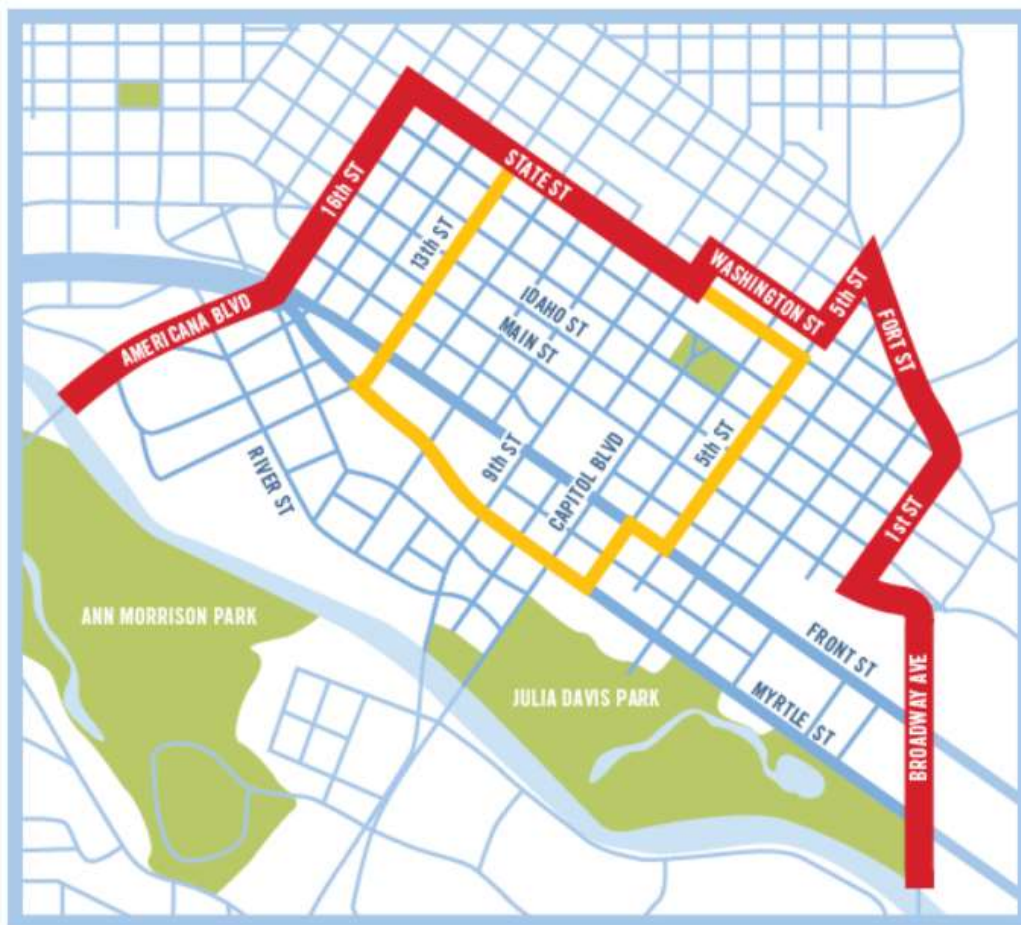 STATE ST
16th ST
WASHINGTON ST
5th ST
13th ST
AMERICANA BLVD
IDAHO ST
MAIN ST
FORT ST
9th ST
CAPITOL BLVD
5th ST
RIVER ST
1st ST
ANN MORRISON PARK
FRONT ST
JULIA DAVIS PARK
MYRTLE ST
BROADWAY AVE